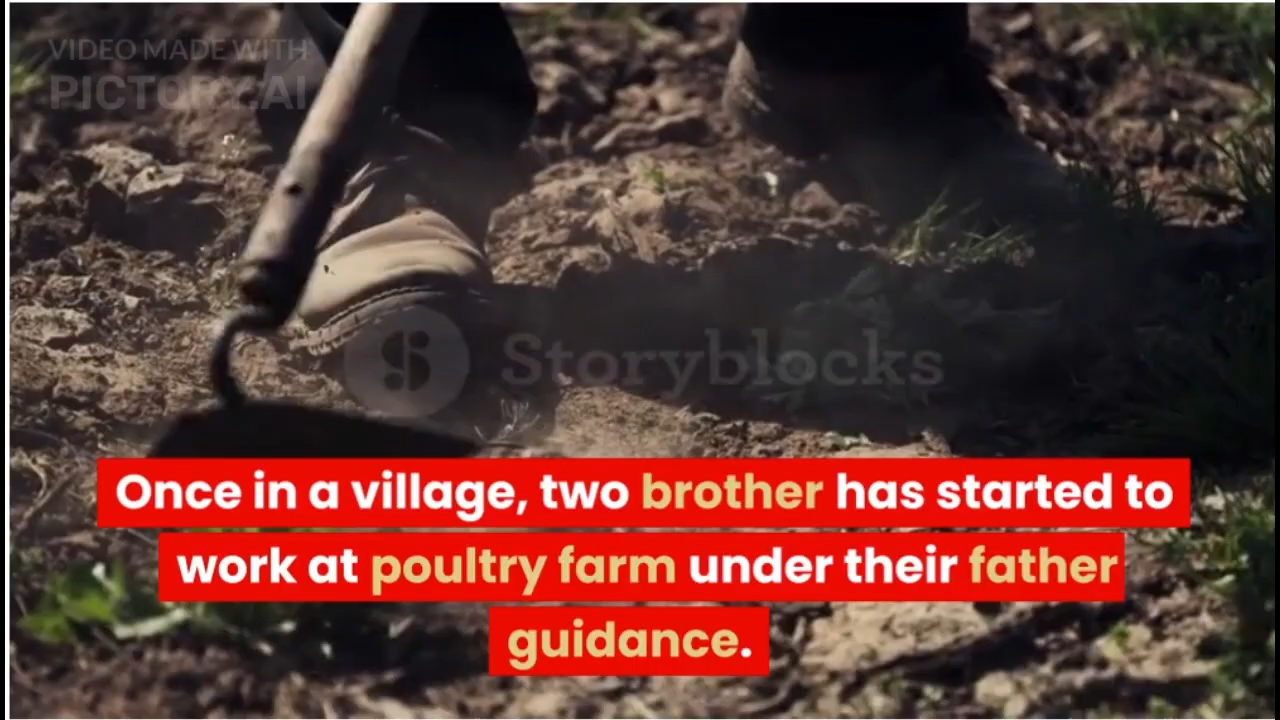 VIDEO MADE WITH:
PICTORY.AI
Storyblocks
Once in a village, two brother has started to
work at poultry farm under their father
guidance.